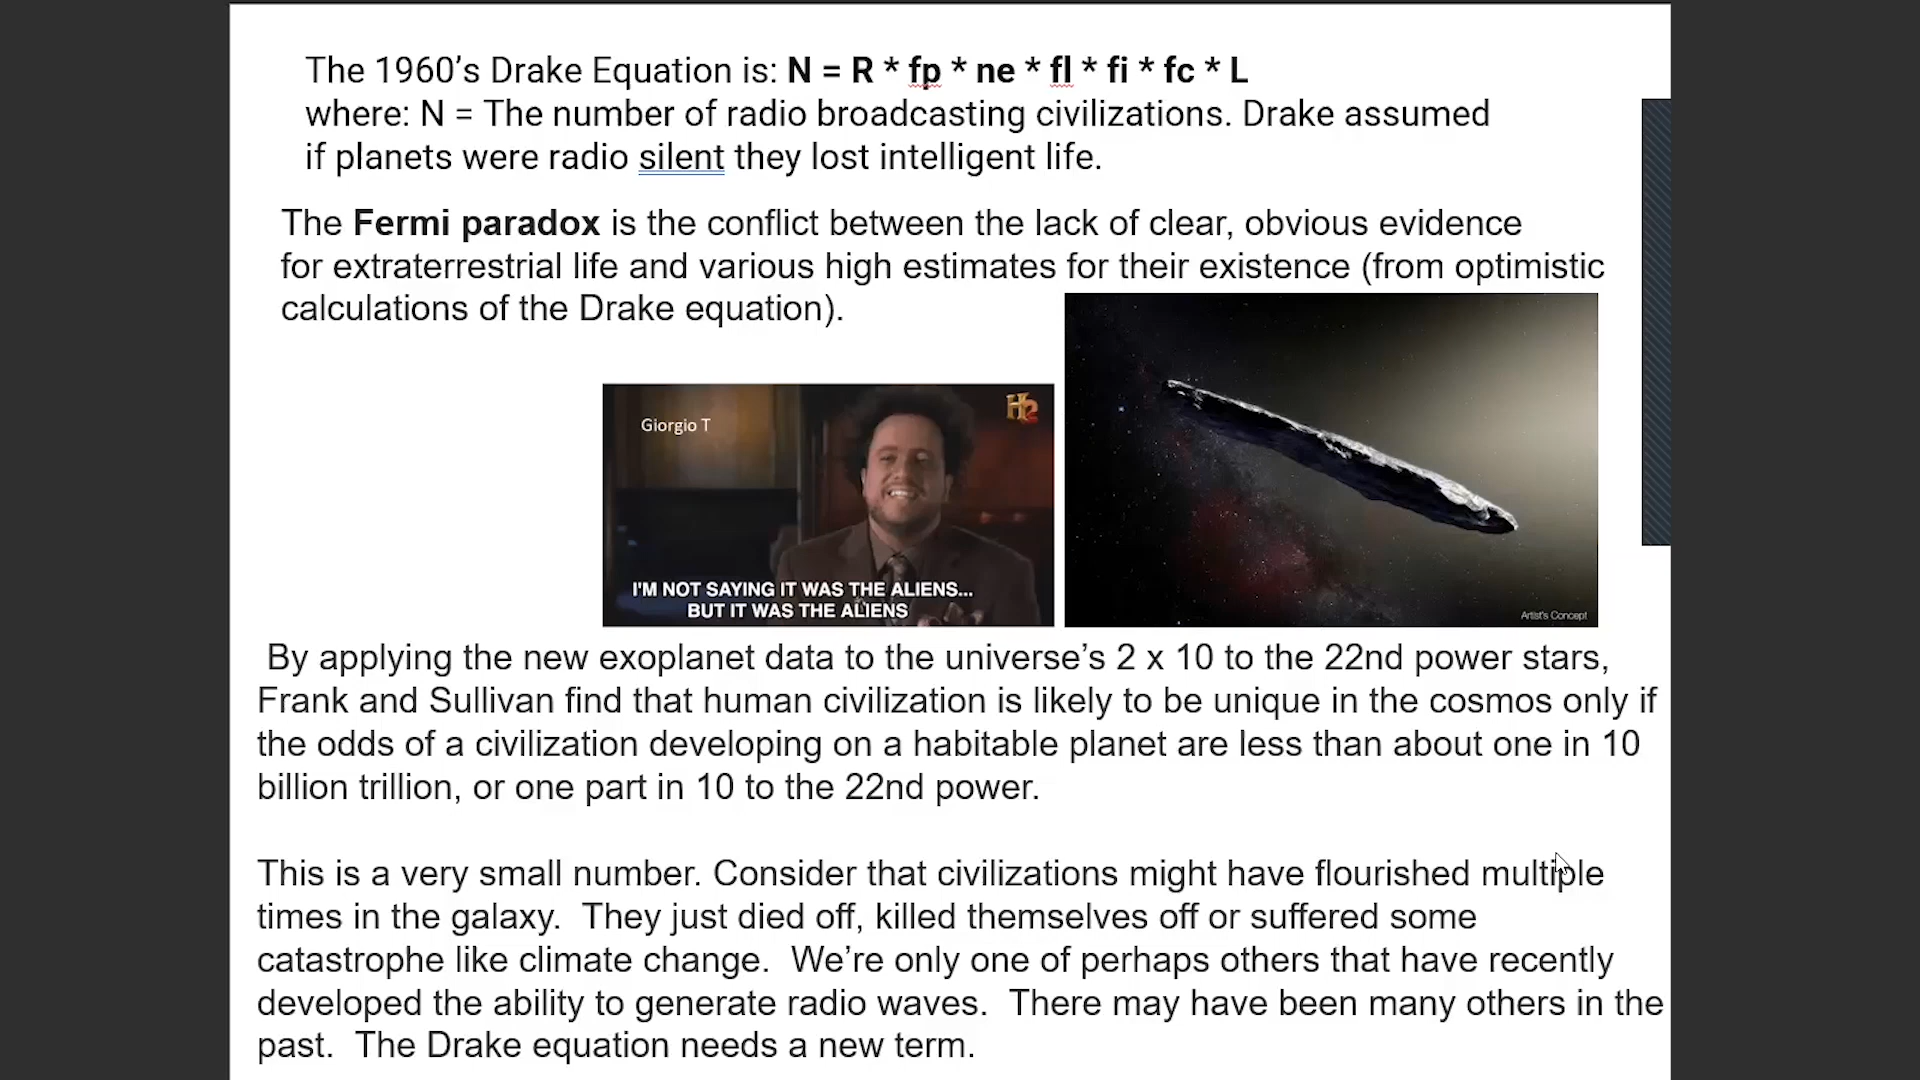 The 1960's Drake Equation is: N = R * fp * ne * fl * fi * fc * L
where: N = The number of radio broadcasting civilizations. Drake assumed
if planets were radio silent they lost intelligent life.
The Fermi paradox is the conflict between the lack of clear, obvious evidence
for extraterrestrial life and various high estimates for their existence (from optimistic
calculations of the Drake equation).
Giorgio T
H2
I'M NOT SAYING IT WAS THE ALIENS...
BUT IT WAS THE ALIENS
Artist's Concept
By applying the new exoplanet data to the universe's 2 x 10 to the 22nd power stars,
Frank and Sullivan find that human civilization is likely to be unique in the cosmos only if
the odds of a civilization developing on a habitable planet are less than about one in 10
billion trillion, or one part in 10 to the 22nd power.
This is a very small number. Consider that civilizations might have flourished multiple
times in the galaxy.  They just died off, killed themselves off or suffered some
catastrophe like climate change.  We're only one of perhaps others that have recently
developed the ability to generate radio waves.  There may have been many others in the
past.  The Drake equation needs a new term.